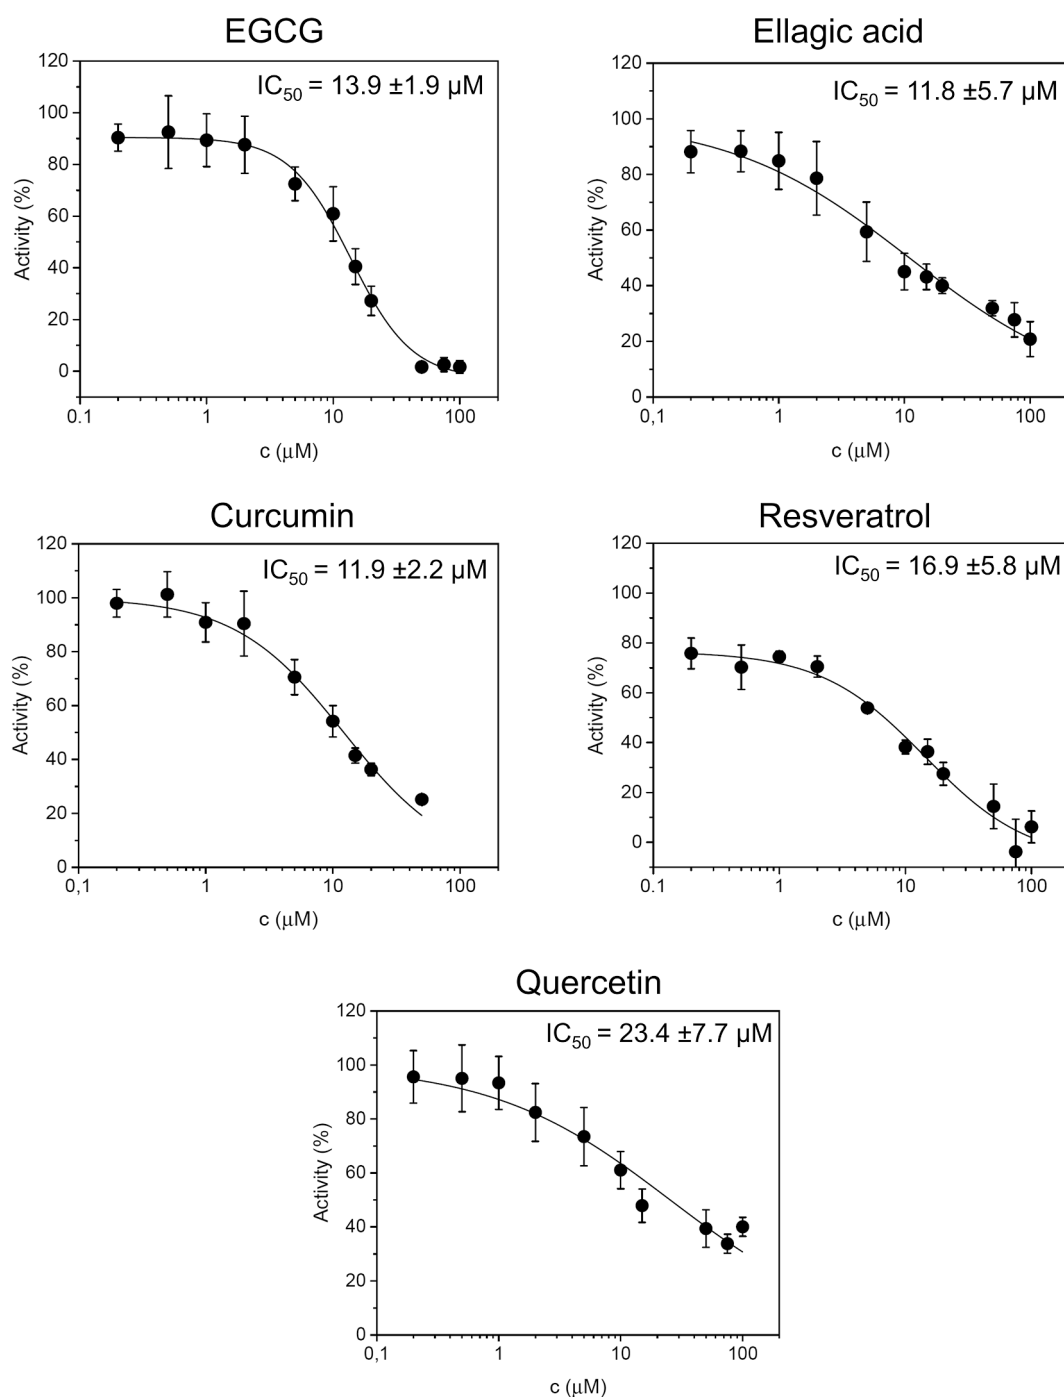 EGCG
IC50 = 13.9 ±1.9 µM
120
100
80
60
40
20
0
Activity (%)
0.1 1 10 100
c (µM)
Ellagic acid
IC50 = 11.8 ±5.7 µM
120
100
80
60
40
20
0
Activity (%)
0,1 1 10 100
c (µM)
Curcumin
IC50 = 11.9 ±2.2 µM
120
100
80
60
40
20
0
Activity (%)
0,1 1 10 100
c (µM)
Resveratrol
IC50 = 16.9 ±5.8 µM
120
100
80
60
40
20
0
Activity (%)
0.1 1 10 100
c (µM)
Quercetin
IC50 = 23.4 ±7.7 µM
120
100
80
60
40
20
0
Activity (%)
0,1 1 10 100
c (µM)